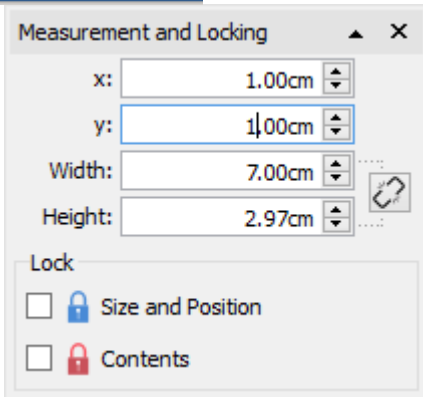 Measurement and Locking
x: 1.00cm
y: 1.00cm
Width: 7.00cm
Height: 2.97cm
Lock
Size and Position
Contents